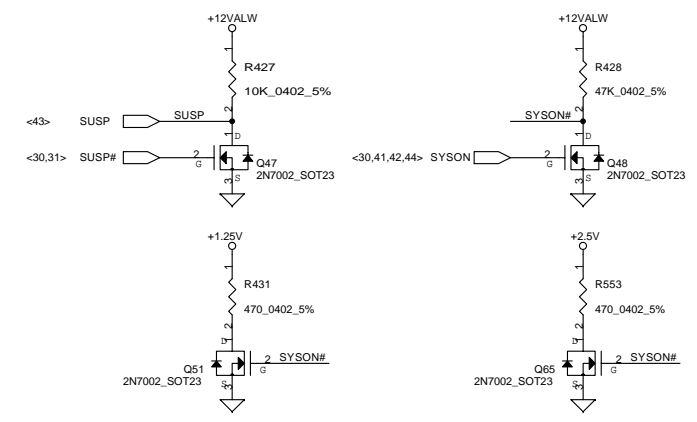 +12VALW
1
R427
10K_0402_5%
2
<43> SUSP
SUSP
1
D
<30,31> SUSP#
2
G
Q47
2N7002_SOT23
3
S
+12VALW
1
R428
47K_0402_5%
2
SYSON#
1
D
<30,41,42,44> SYSON
2
G
Q48
2N7002_SOT23
3
S
+1.25V
1
R431
470_0402_5%
2
D
1
Q51
2N7002_SOT23
2
G
SYSON#
S
3
+2.5V
1
R553
470_0402_5%
2
D
1
Q65
2N7002_SOT23
2
G
SYSON#
S
3